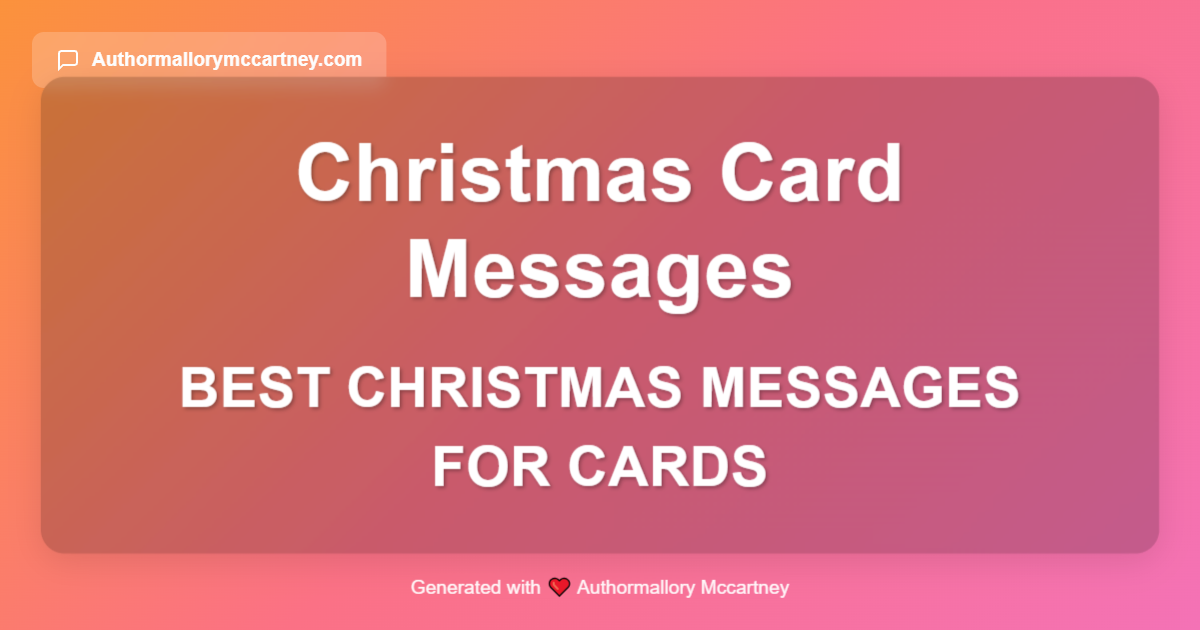 Authormallorymccartney.com
Christmas Card
Messages
BEST CHRISTMAS MESSAGES
FOR CARDS
Generated with ❤️ Authormallory Mccartney